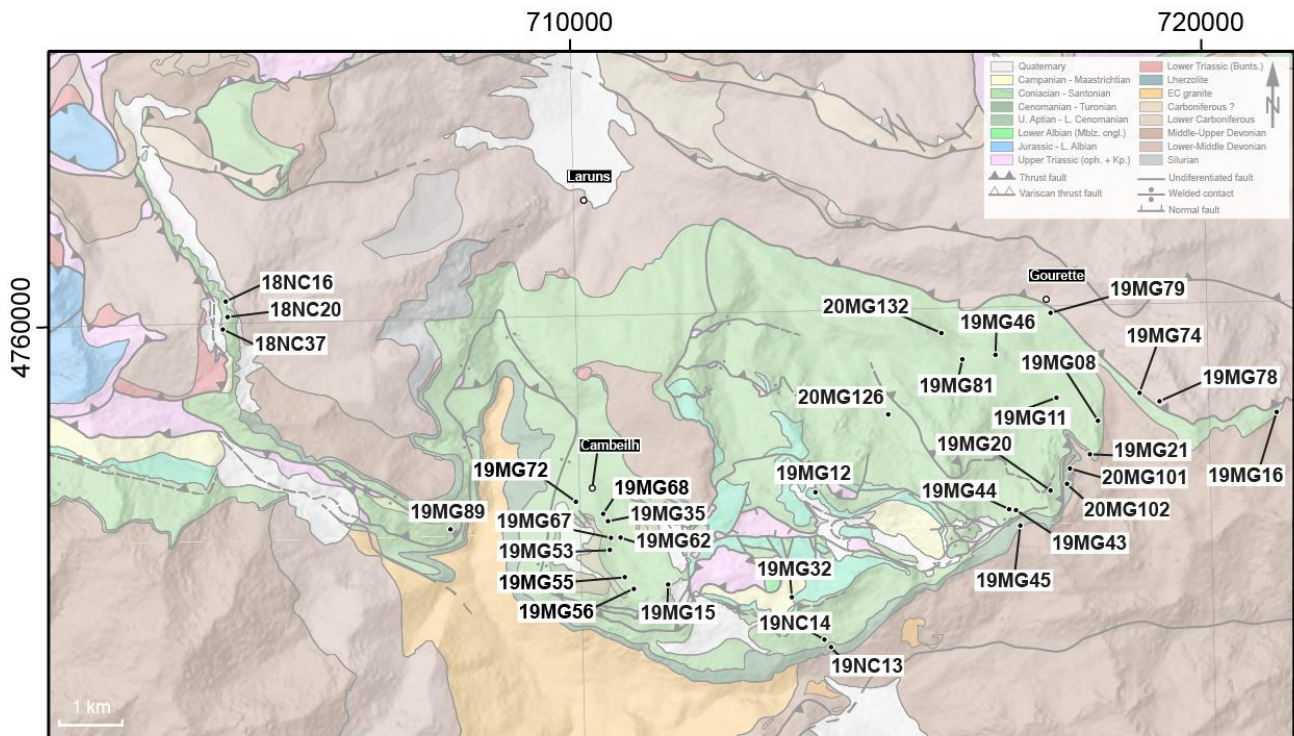 710000
720000
4760000
Quaternary
Campanian - Maastrichtian
Coniacian - Santonian
Cenomanian - Turonian
U. Aptian - L. Cenomanian
Lower Albian (Mblz. cngl.)
Jurassic - L. Albian
Upper Triassic (oph. + Kp.)
Thrust fault
Variscan thrust fault
Lower Triassic (Bunts.)
Lherzolite
EC granite
Carboniferous ?
Lower Carboniferous
Middle-Upper Devonian
Lower-Middle Devonian
Silurian
Undifferentiated fault
Welded contact
Normal fault
N
Laruns
Gourette
18NC16
18NC20
18NC37
20MG132
19MG46
19MG79
19MG74
19MG08
19MG78
19MG81
20MG126
19MG11
19MG20
19MG21
19MG16
Cambeilh
19MG72
19MG68
19MG12
19MG44
20MG101
20MG102
19MG89
19MG35
19MG67
19MG62
19MG43
19MG53
19MG45
19MG55
19MG32
19MG56
19MG15
19NC14
19NC13
1 km